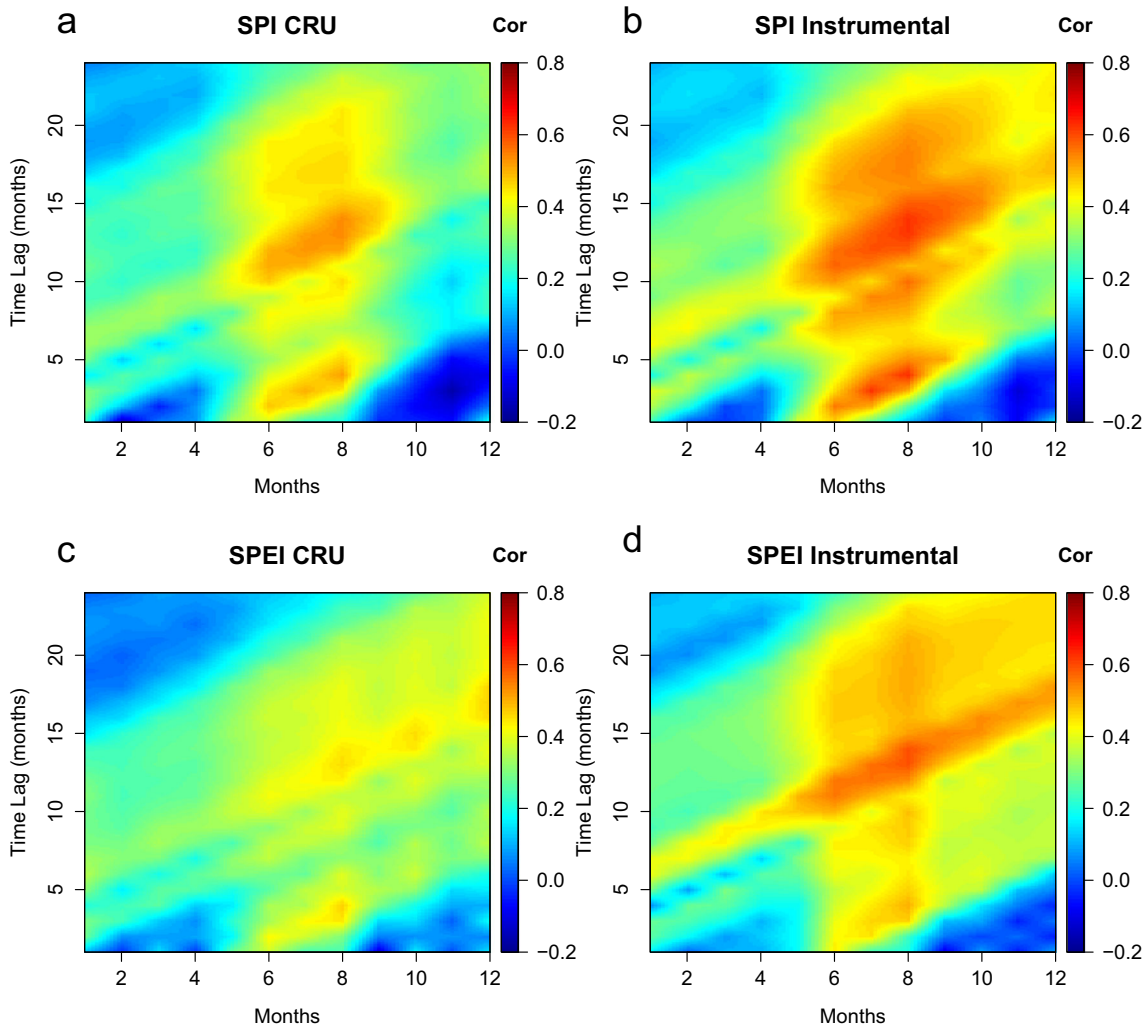 a
SPI CRU
Cor
b
SPI Instrumental
Cor
Time Lag (months)
20
15
10
5
0.8
0.6
0.4
0.2
0.0
−0.2
2 4 6 8 10 12
Months
Time Lag (months)
20
15
10
5
0.8
0.6
0.4
0.2
0.0
−0.2
2 4 6 8 10 12
Months
c
SPEI CRU
Cor
d
SPEI Instrumental
Cor
Time Lag (months)
20
15
10
5
0.8
0.6
0.4
0.2
0.0
−0.2
2 4 6 8 10 12
Months
Time Lag (months)
20
15
10
5
0.8
0.6
0.4
0.2
0.0
−0.2
2 4 6 8 10 12
Months